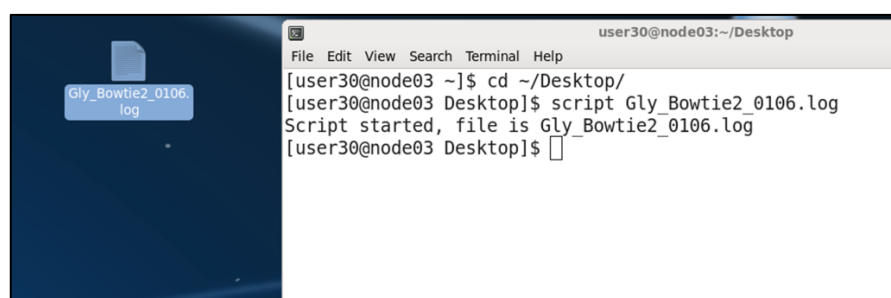 Gly_Bowtie2_0106.
log
user30@node03:~/Desktop
File Edit View Search Terminal Help
[user30@node03 ~]$ cd ~/Desktop/
[user30@node03 Desktop]$ script Gly_Bowtie2_0106.log
Script started, file is Gly_Bowtie2_0106.log
[user30@node03 Desktop]$